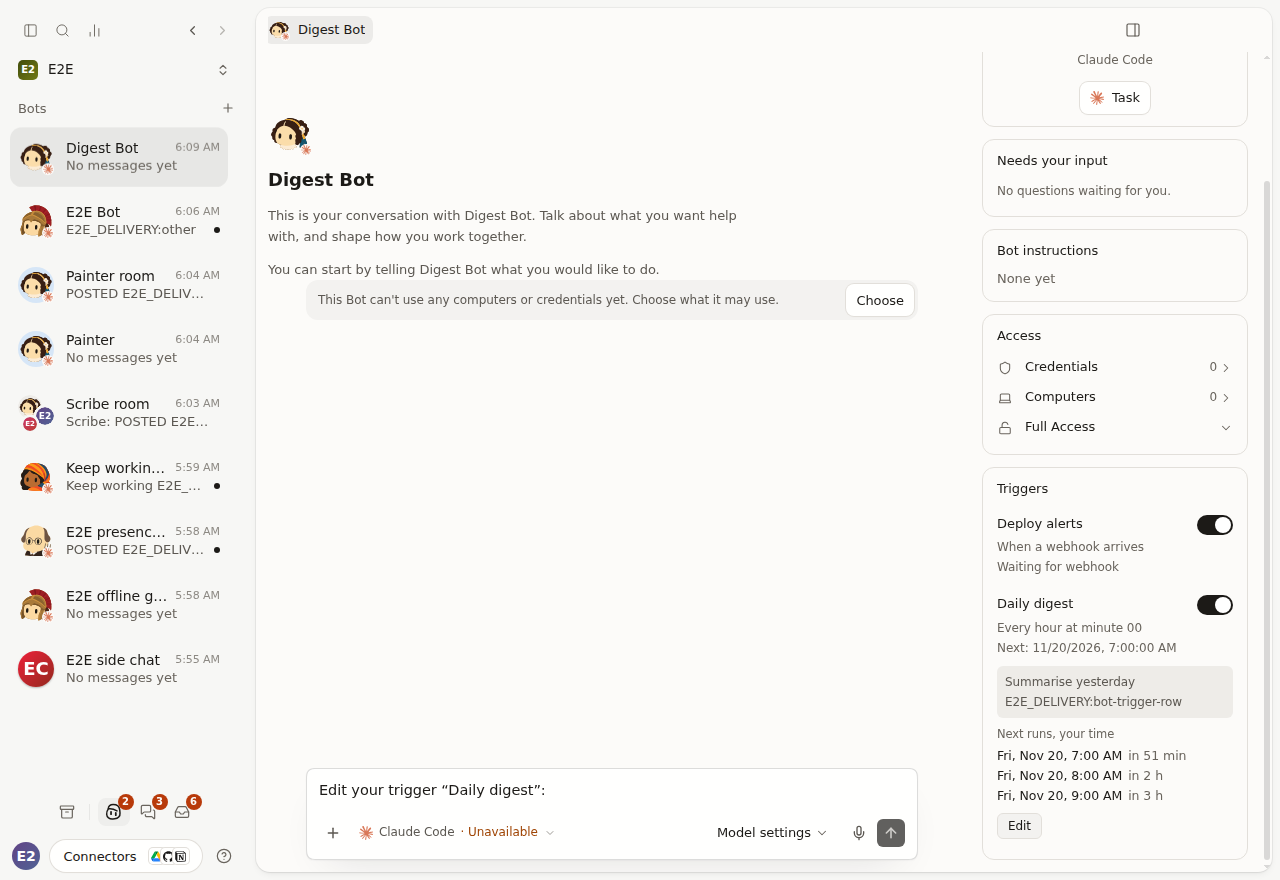 E2 E2E
Bots
Digest Bot 6:09 AM
No messages yet
E2E Bot 6:06 AM
E2E_DELIVERY:other
Painter room 6:04 AM
POSTED E2E_DELIV…
Painter 6:04 AM
No messages yet
E2 E2
Scribe room 6:03 AM
Scribe: POSTED E2E…
Keep workin… 5:59 AM
Keep working E2E_…
E2E presenc… 5:58 AM
POSTED E2E_DELIV…
E2E offline g… 5:58 AM
No messages yet
EC
E2E side chat 5:55 AM
No messages yet
2 3 6
E2 Connectors
Digest Bot
Digest Bot
This is your conversation with Digest Bot. Talk about what you want help
with, and shape how you work together.
You can start by telling Digest Bot what you would like to do.
This Bot can't use any computers or credentials yet. Choose what it may use. Choose
Edit your trigger “Daily digest”:
Claude Code · Unavailable Model settings
Claude Code
Task
Needs your input
No questions waiting for you.
Bot instructions
None yet
Access
Credentials 0
Computers 0
Full Access
Triggers
Deploy alerts
When a webhook arrives
Waiting for webhook
Daily digest
Every hour at minute 00
Next: 11/20/2026, 7:00:00 AM
Summarise yesterday
E2E_DELIVERY:bot-trigger-row
Next runs, your time
Fri, Nov 20, 7:00 AM in 51 min
Fri, Nov 20, 8:00 AM in 2 h
Fri, Nov 20, 9:00 AM in 3 h
Edit